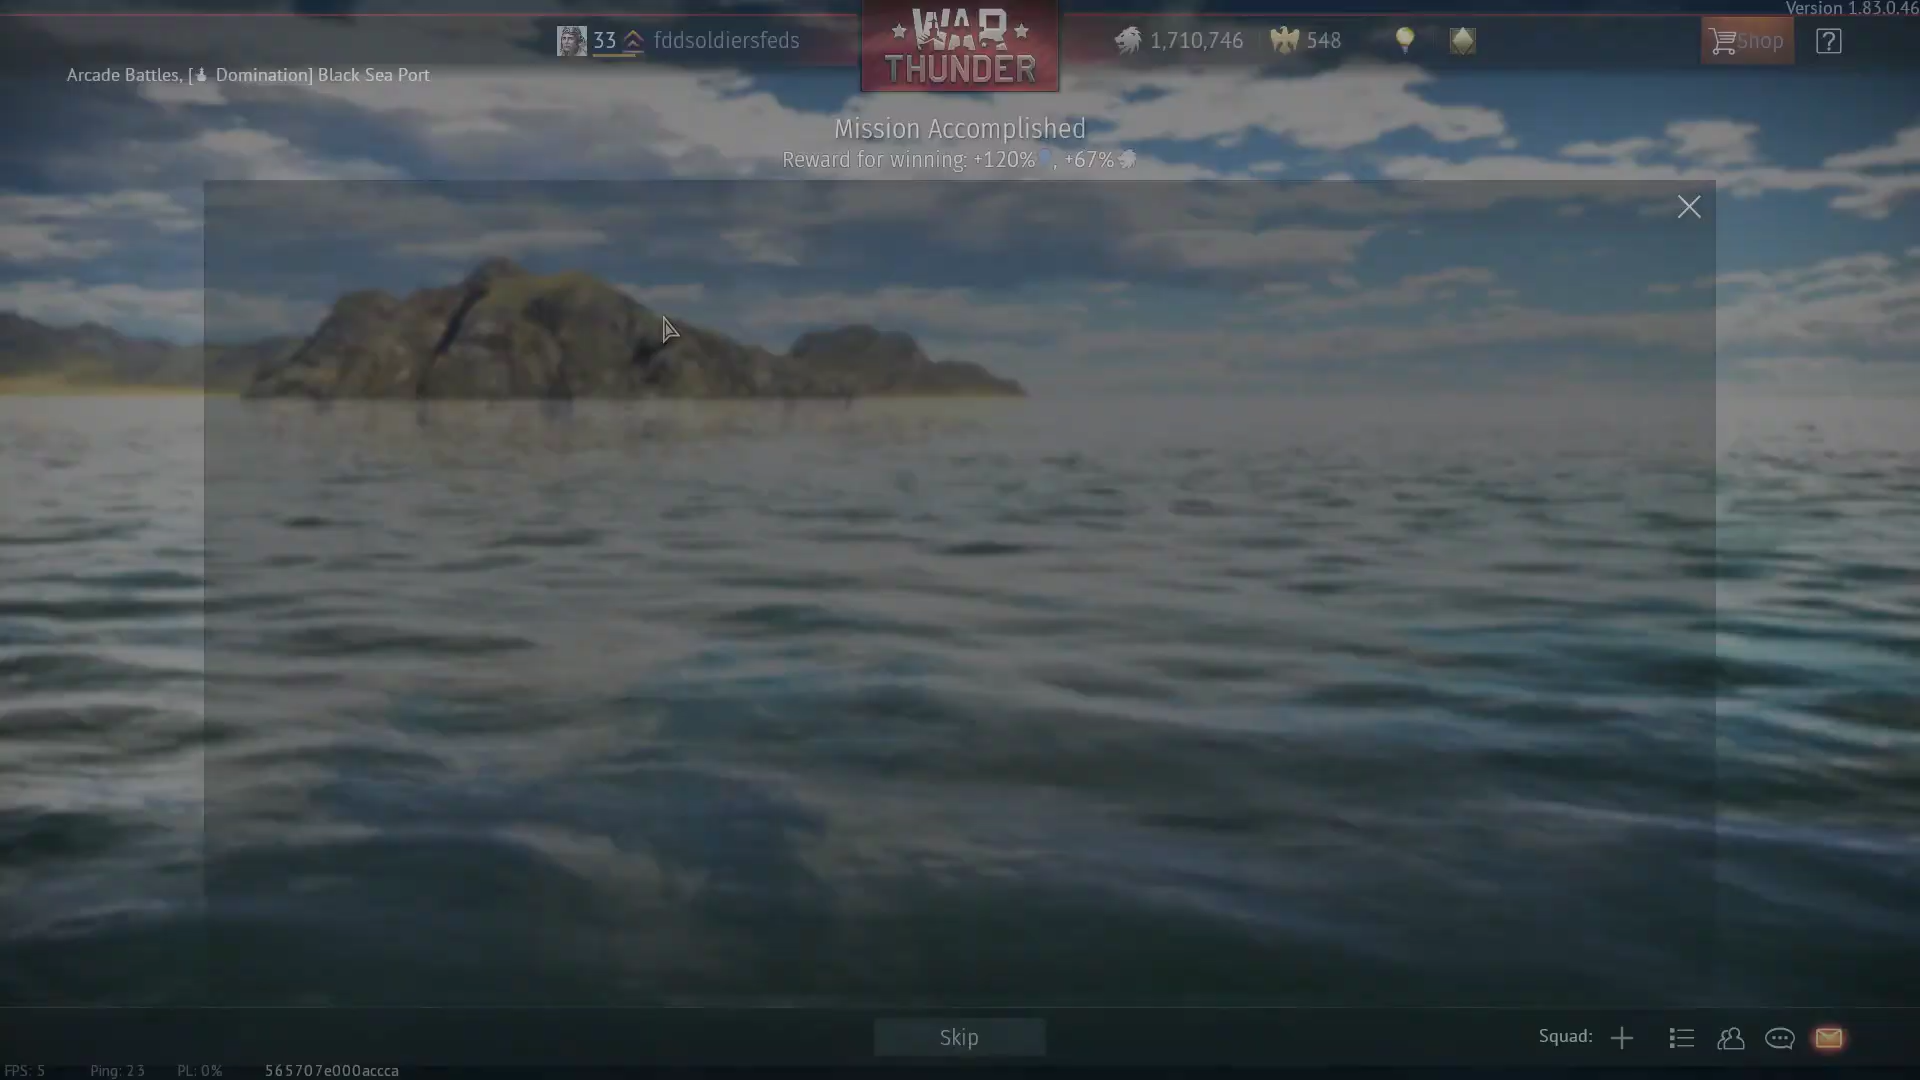 Version 1.83.0.46
33 fddsoldiersfeds
WAR THUNDER
1,710,746
548
Shop
?
Arcade Battles, [ Domination] Black Sea Port
Mission Accomplished
Reward for winning: +120% , +67%
Skip
Squad:
FPS: 5 Ping: 23 PL: 0% 565707e000accca